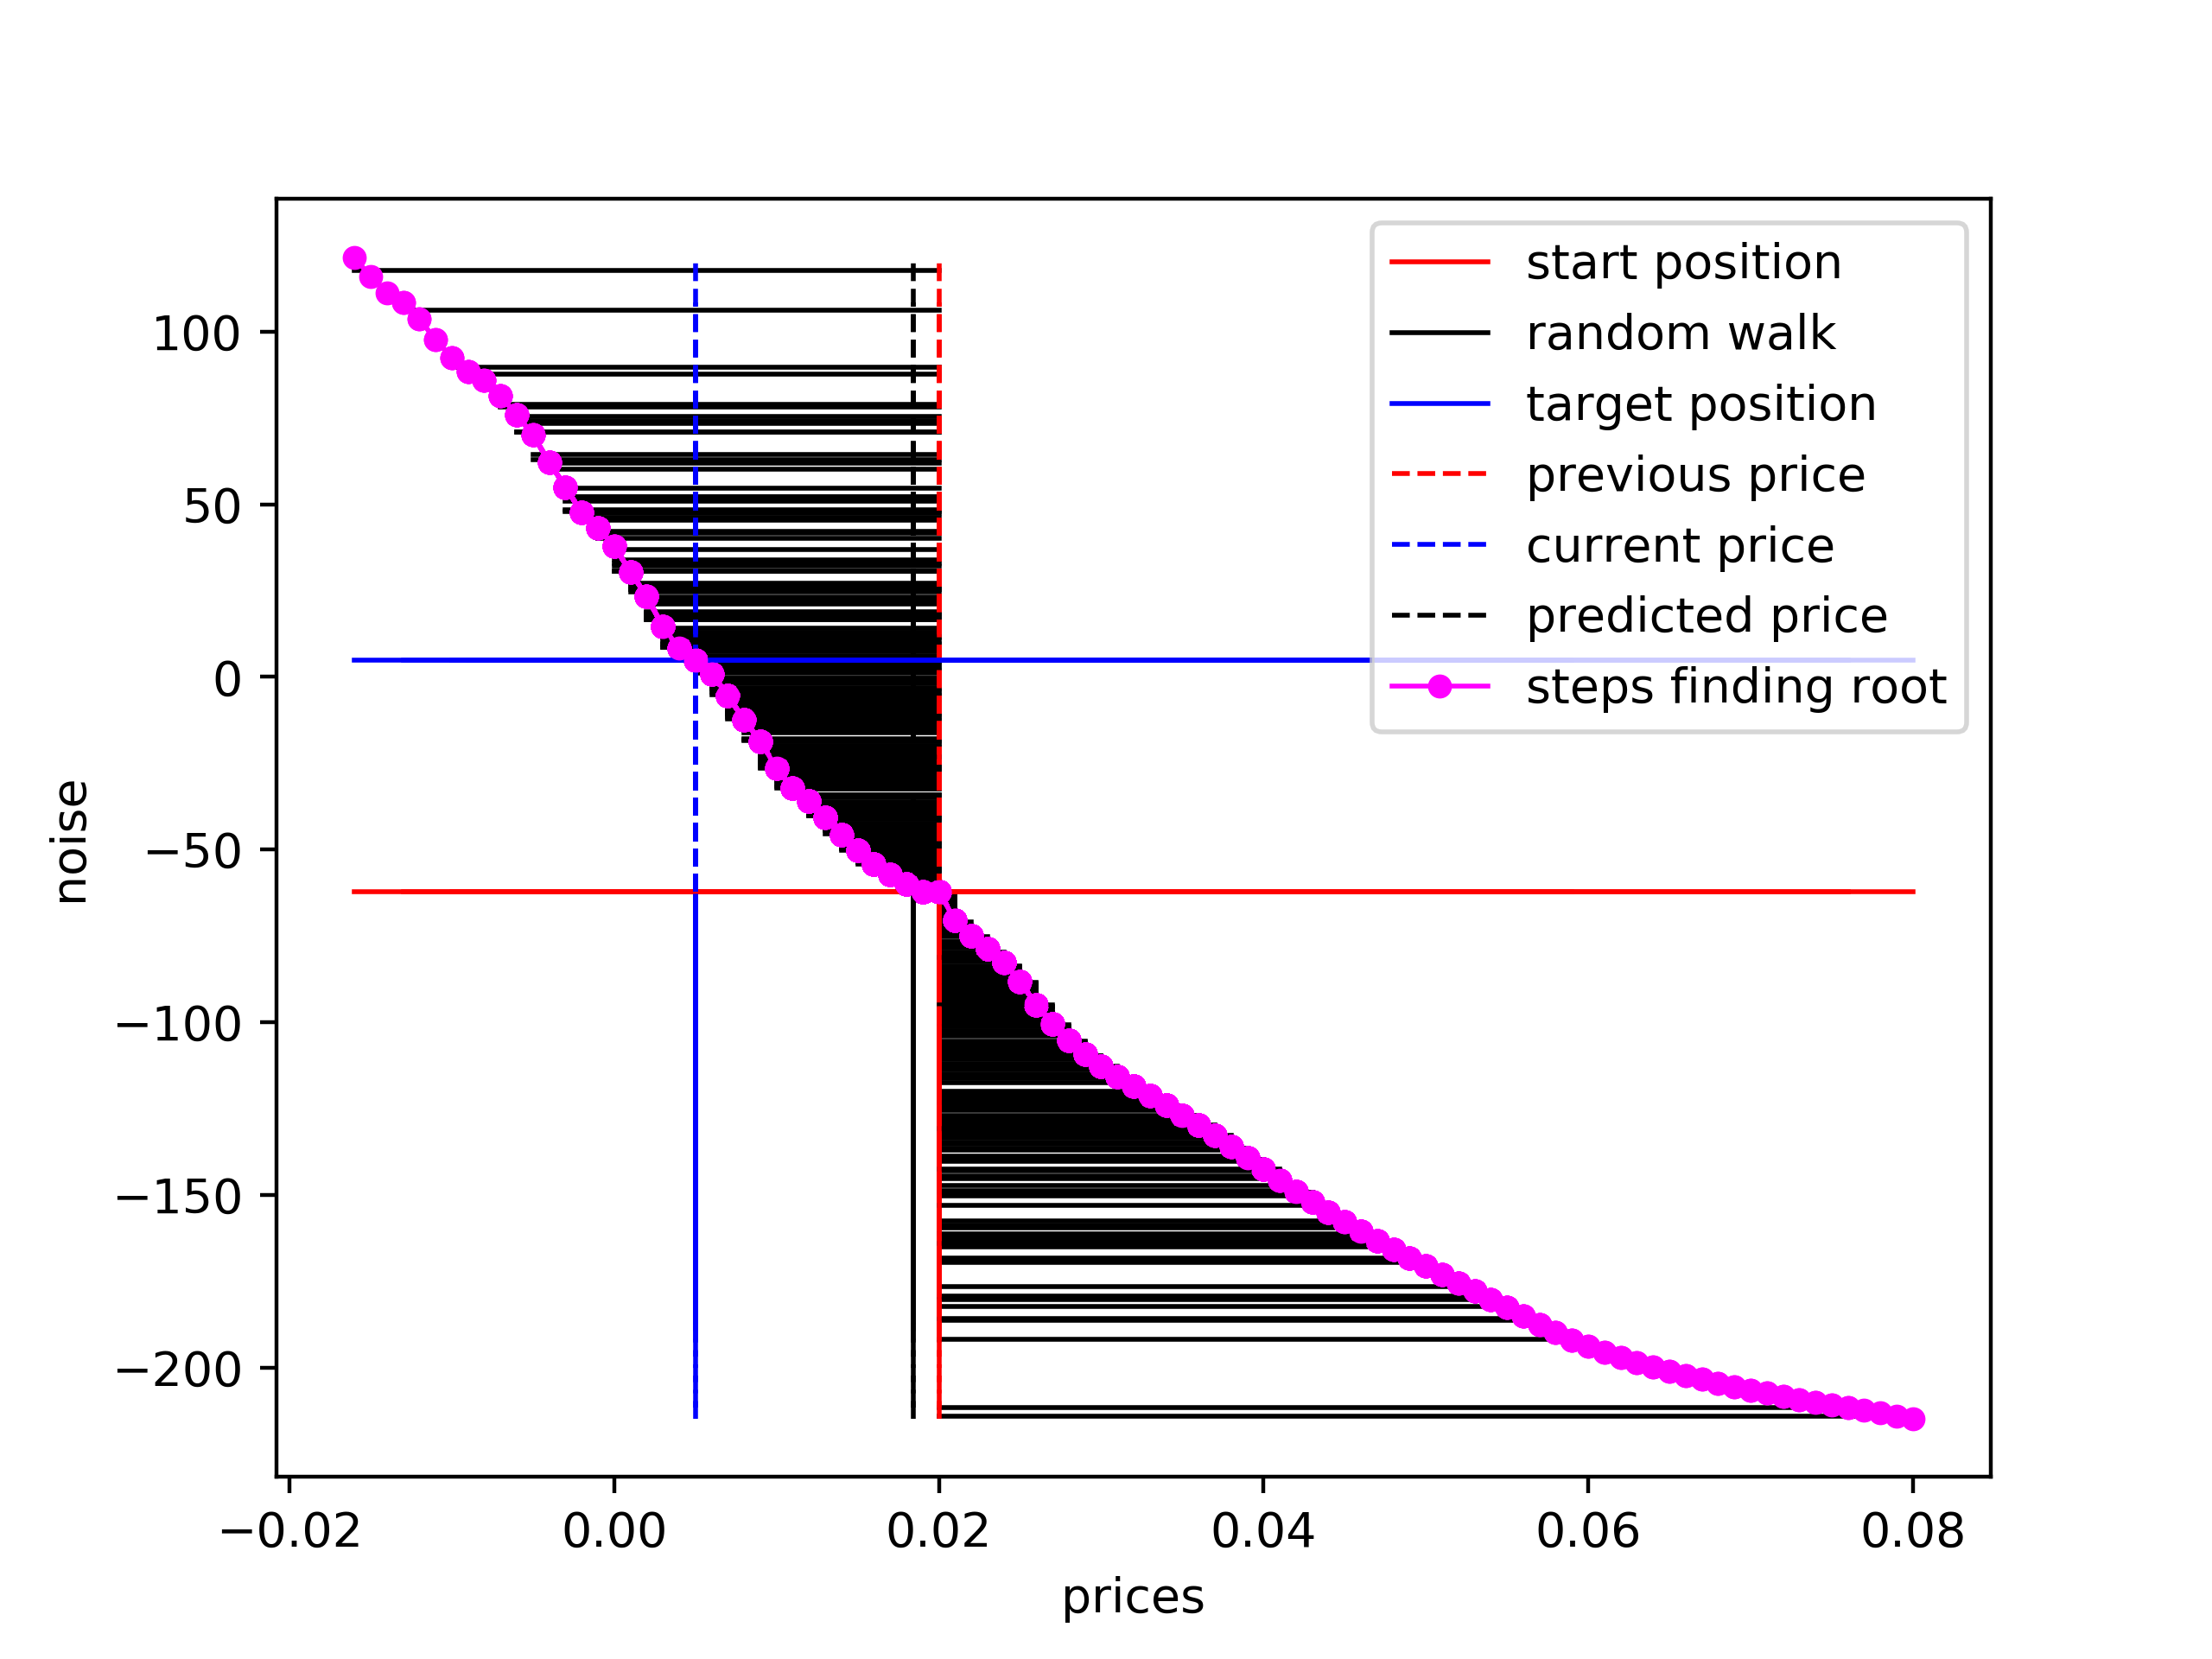 start position
random walk
target position
previous price
current price
predicted price
steps finding root
100
50
0
−50
−100
−150
−200
noise
−0.02 0.00 0.02 0.04 0.06 0.08
prices